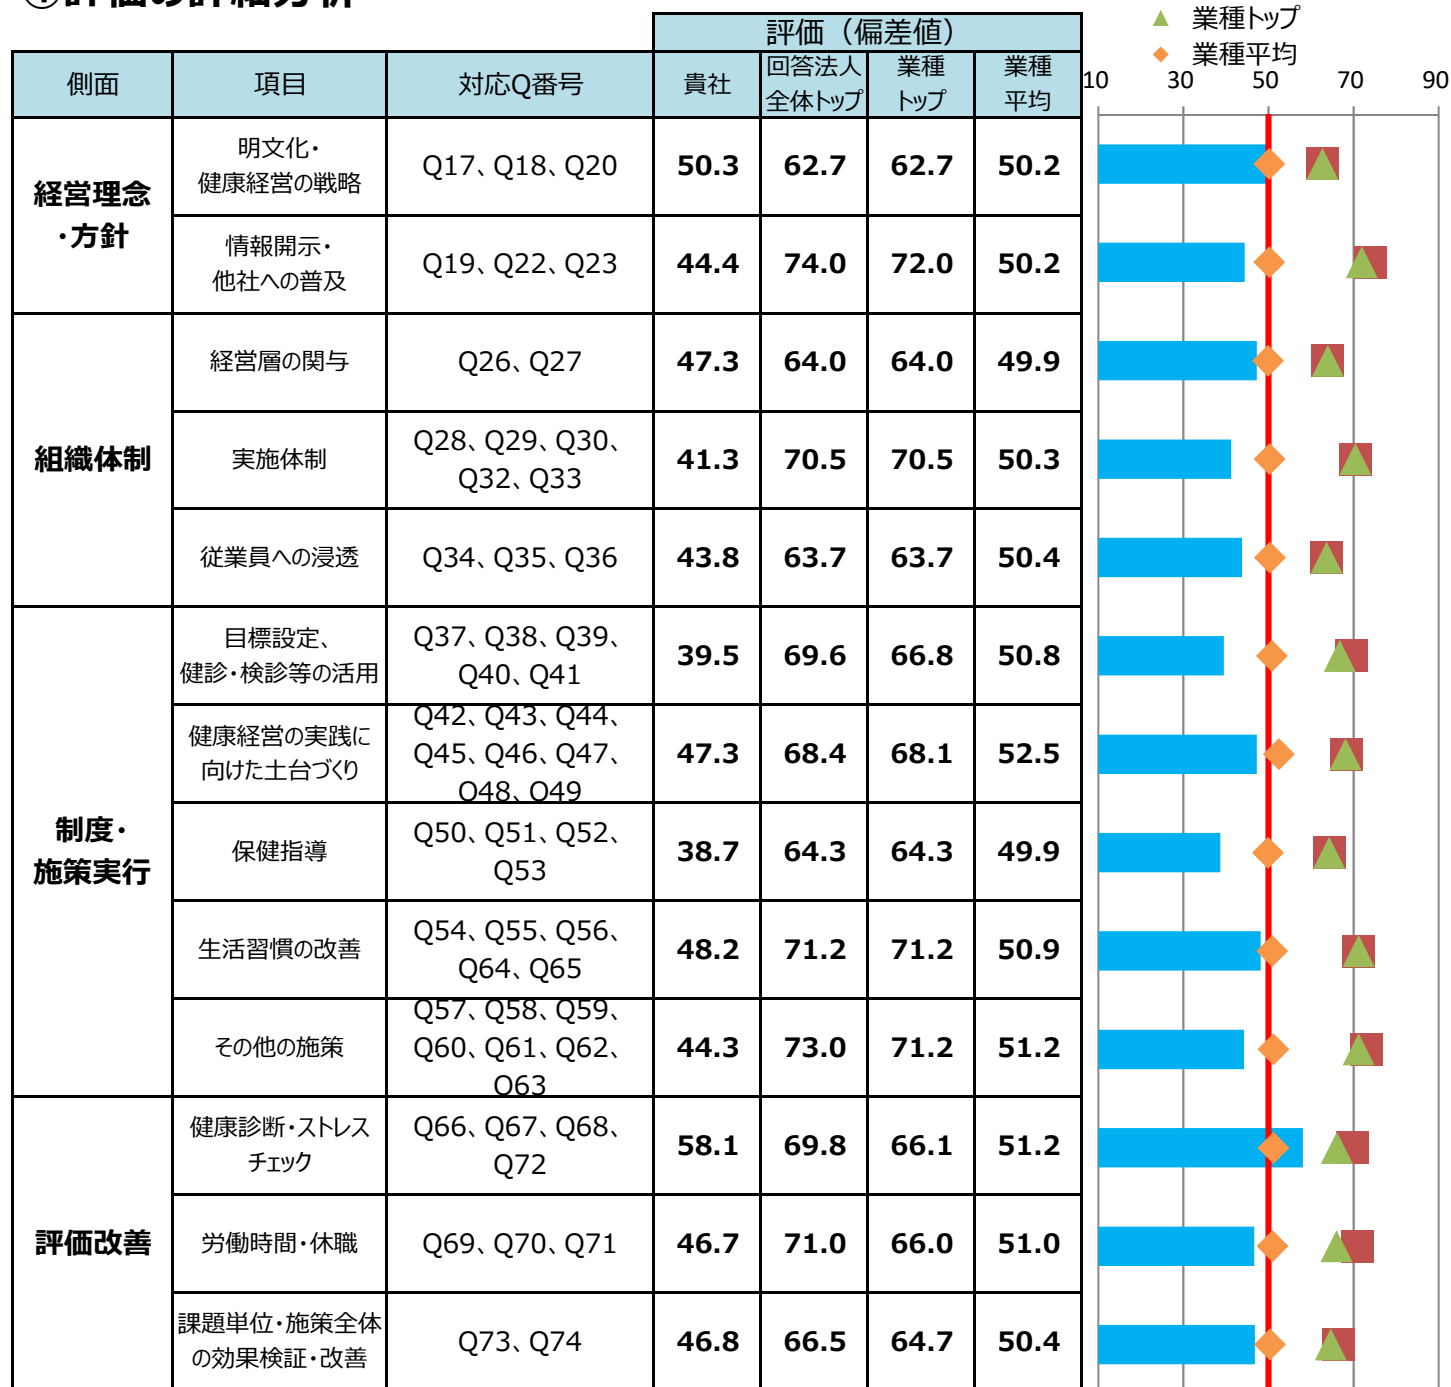 ①評価の詳細分析
▲ 業種トップ
◆ 業種平均
評価（偏差値）
側面 項目 対応Q番号 貴社 回答法人 業種 業種
全体トップ トップ 平均
10 30 50 70 90
経営理念
・方針
明文化・
健康経営の戦略
Q17、Q18、Q20 50.3 62.7 62.7 50.2
情報開示・
他社への普及
Q19、Q22、Q23 44.4 74.0 72.0 50.2
組織体制
経営層の関与 Q26、Q27 47.3 64.0 64.0 49.9
実施体制
Q28、Q29、Q30、
Q32、Q33
41.3 70.5 70.5 50.3
従業員への浸透 Q34、Q35、Q36 43.8 63.7 63.7 50.4
制度・
施策実行
目標設定、
健診・検診等の活用
Q37、Q38、Q39、
Q40、Q41
39.5 69.6 66.8 50.8
健康経営の実践に
向けた土台づくり
Q42、Q43、Q44、
Q45、Q46、Q47、
Q48、Q49
47.3 68.4 68.1 52.5
保健指導
Q50、Q51、Q52、
Q53
38.7 64.3 64.3 49.9
生活習慣の改善
Q54、Q55、Q56、
Q64、Q65
48.2 71.2 71.2 50.9
その他の施策
Q57、Q58、Q59、
Q60、Q61、Q62、
Q63
44.3 73.0 71.2 51.2
評価改善
健康診断・ストレス
チェック
Q66、Q67、Q68、
Q72
58.1 69.8 66.1 51.2
労働時間・休職 Q69、Q70、Q71 46.7 71.0 66.0 51.0
課題単位・施策全体
の効果検証・改善
Q73、Q74 46.8 66.5 64.7 50.4